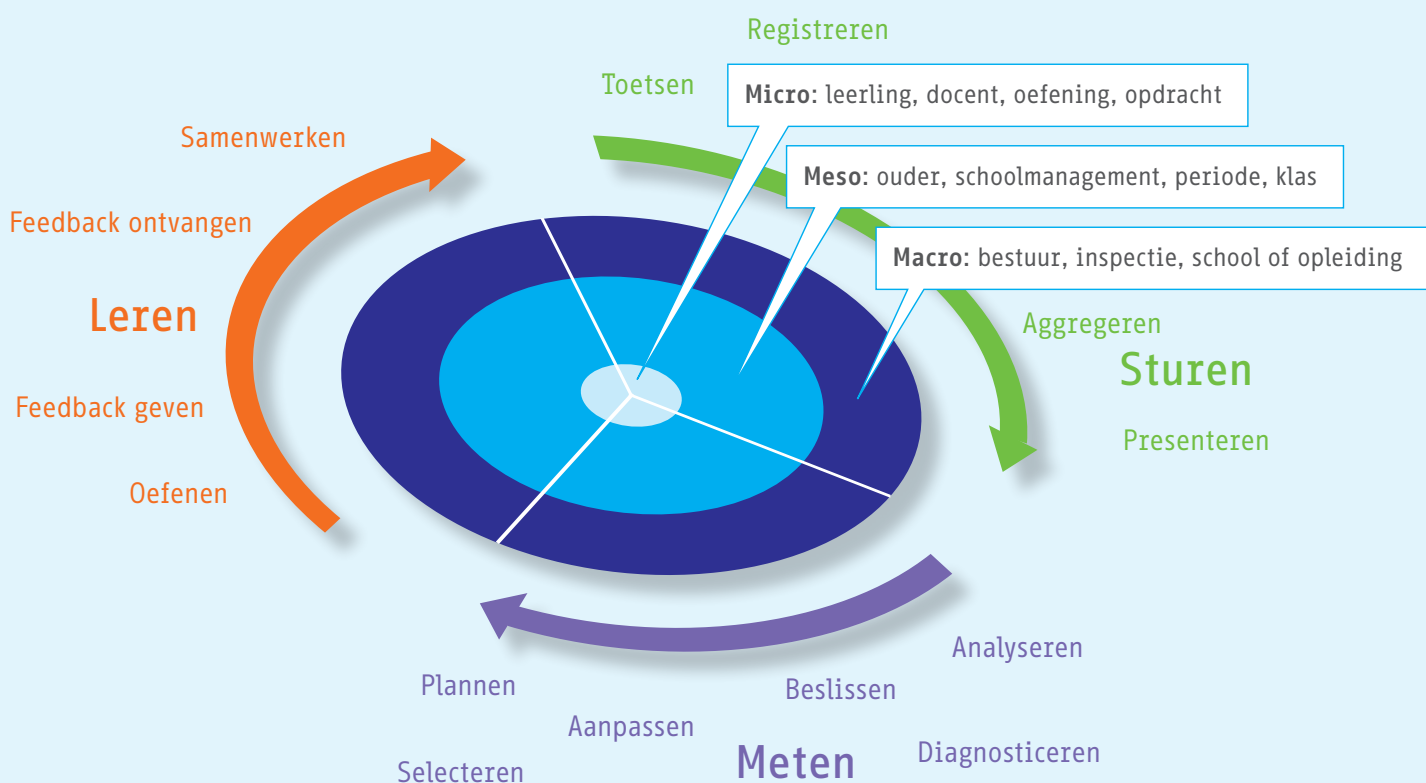 Registreren
Toetsen
Micro: leerling, docent, oefening, opdracht
Samenwerken
Meso: ouder, schoolmanagement, periode, klas
Feedback ontvangen
Macro: bestuur, inspectie, school of opleiding
Leren
Aggregeren
Sturen
Feedback geven
Presenteren
Oefenen
Analyseren
Plannen
Beslissen
Aanpassen
Diagnosticeren
Meten
Selecteren